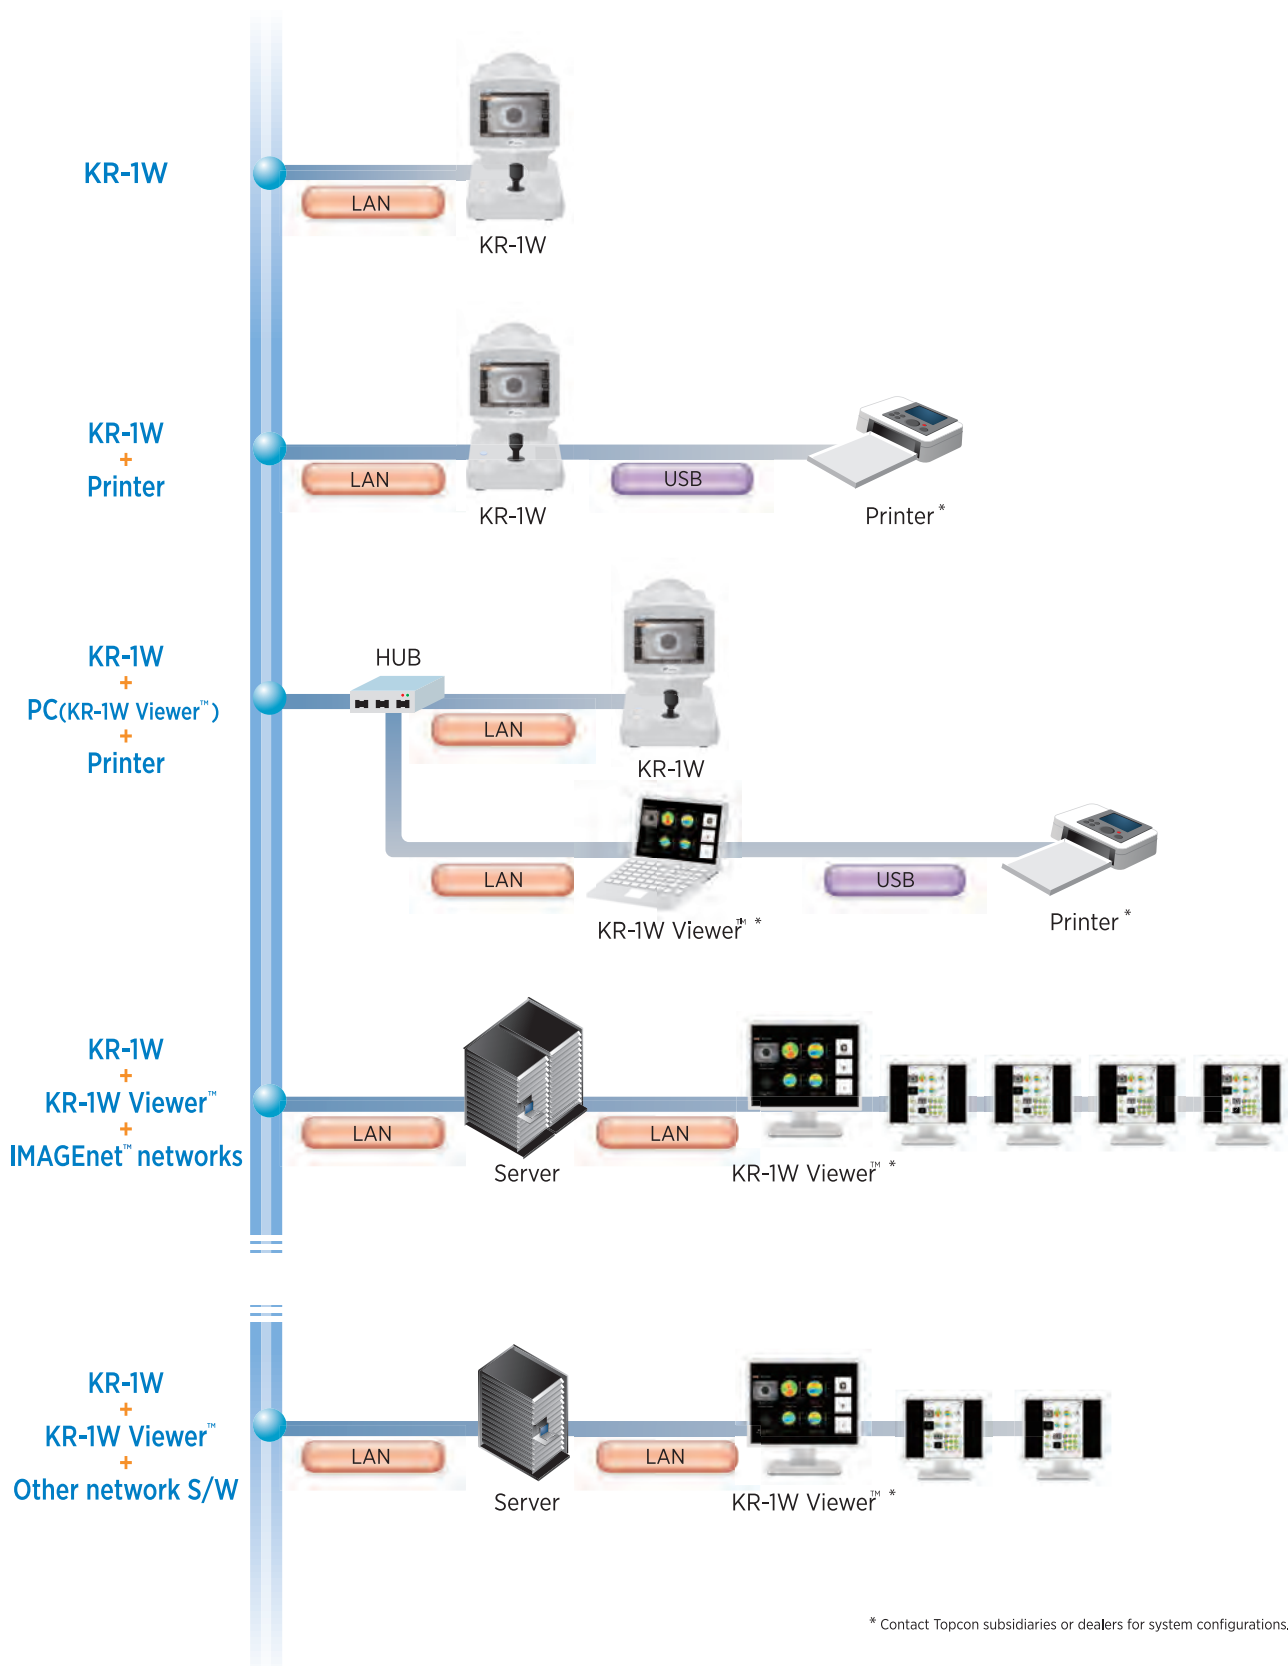 KR-1W
LAN
KR-1W
KR-1W
+
Printer
LAN
KR-1W
USB
Printer *
KR-1W
+
PC(KR-1W Viewer™)
+
Printer
HUB
LAN
KR-1W
LAN
KR-1W Viewer™ *
USB
Printer *
KR-1W
+
KR-1W Viewer™
+
IMAGEnet™ networks
LAN
Server
LAN
KR-1W Viewer™ *
KR-1W
+
KR-1W Viewer™
+
Other network S/W
LAN
Server
LAN
KR-1W Viewer™ *
* Contact Topcon subsidiaries or dealers for system configurations.